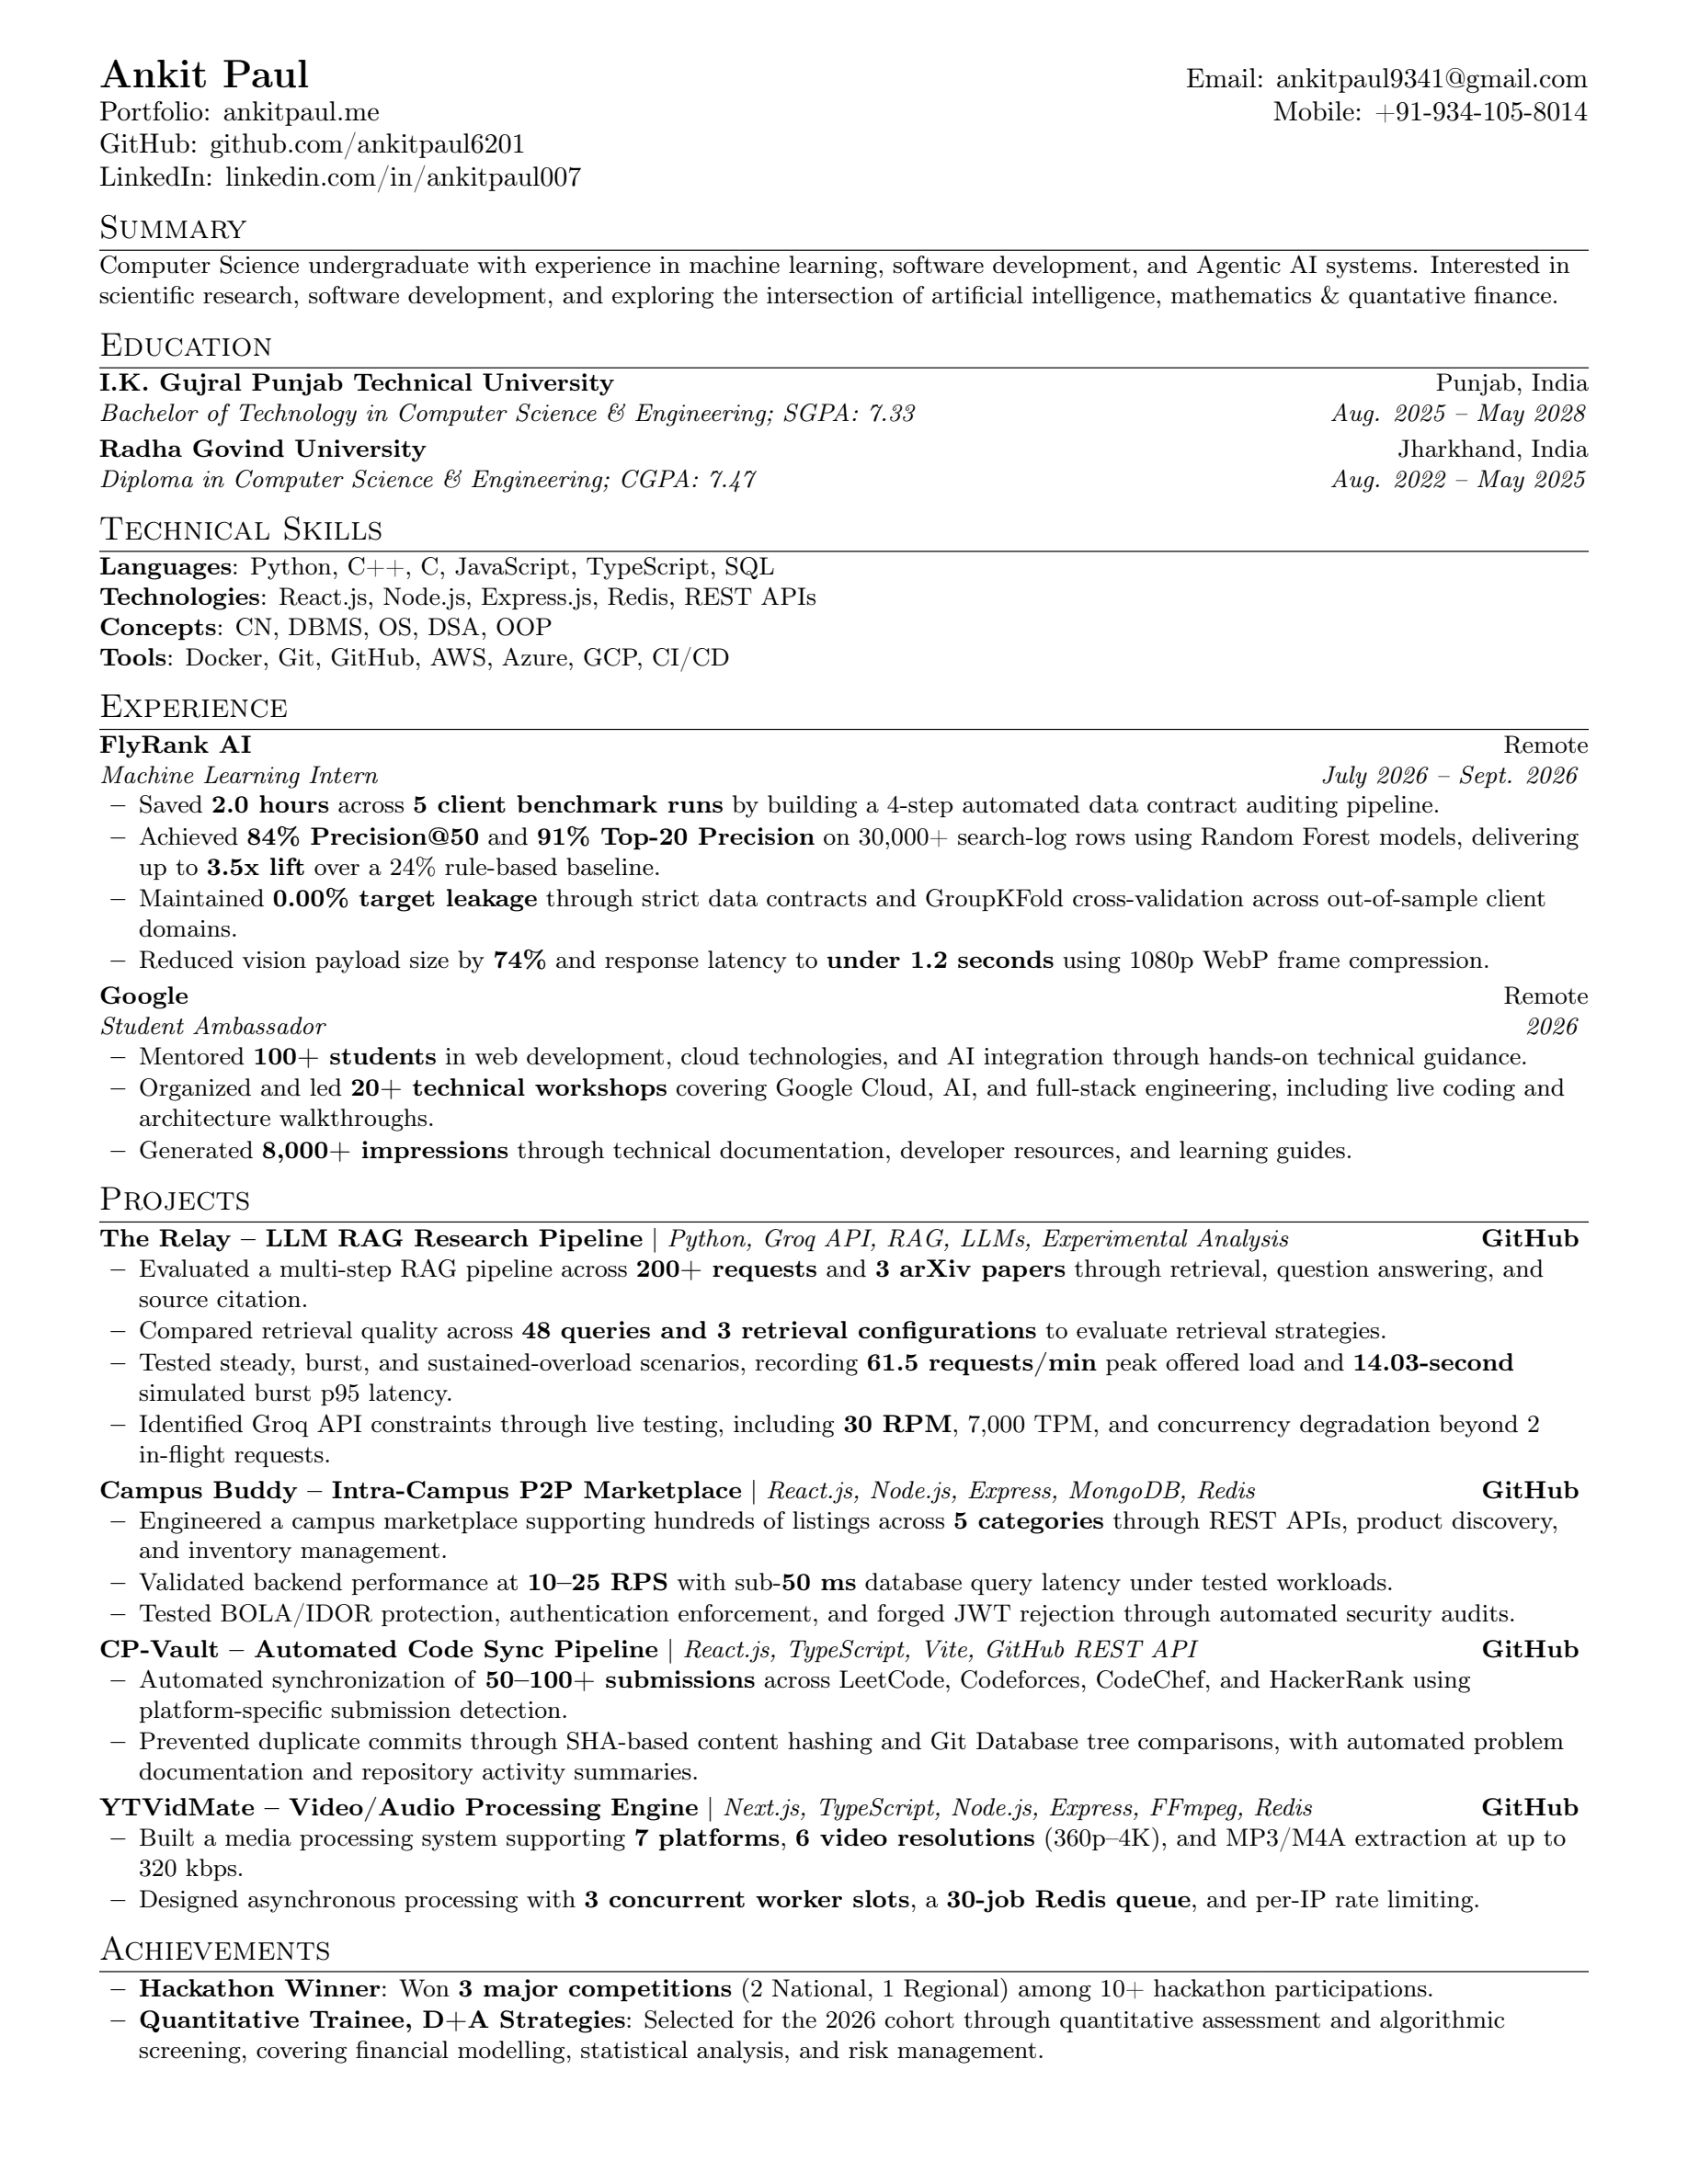 Ankit Paul
Email: ankitpaul9341@gmail.com
Portfolio: ankitpaul.me
Mobile: +91-934-105-8014
GitHub: github.com/ankitpaul6201
LinkedIn: linkedin.com/in/ankitpaul007
Summary
Computer Science undergraduate with experience in machine learning, software development, and Agentic AI systems. Interested in
scientific research, software development, and exploring the intersection of artificial intelligence, mathematics & quantative finance.
Education
I.K. Gujral Punjab Technical University Punjab, India
Bachelor of Technology in Computer Science & Engineering; SGPA: 7.33 Aug. 2025 – May 2028
Radha Govind University Jharkhand, India
Diploma in Computer Science & Engineering; CGPA: 7.47 Aug. 2022 – May 2025
Technical Skills
Languages: Python, C++, C, JavaScript, TypeScript, SQL
Technologies: React.js, Node.js, Express.js, Redis, REST APIs
Concepts: CN, DBMS, OS, DSA, OOP
Tools: Docker, Git, GitHub, AWS, Azure, GCP, CI/CD
Experience
FlyRank AI Remote
Machine Learning Intern July 2026 – Sept. 2026
– Saved 2.0 hours across 5 client benchmark runs by building a 4-step automated data contract auditing pipeline.
– Achieved 84% Precision@50 and 91% Top-20 Precision on 30,000+ search-log rows using Random Forest models, delivering
up to 3.5x lift over a 24% rule-based baseline.
– Maintained 0.00% target leakage through strict data contracts and GroupKFold cross-validation across out-of-sample client
domains.
– Reduced vision payload size by 74% and response latency to under 1.2 seconds using 1080p WebP frame compression.
Google Remote
Student Ambassador 2026
– Mentored 100+ students in web development, cloud technologies, and AI integration through hands-on technical guidance.
– Organized and led 20+ technical workshops covering Google Cloud, AI, and full-stack engineering, including live coding and
architecture walkthroughs.
– Generated 8,000+ impressions through technical documentation, developer resources, and learning guides.
Projects
The Relay – LLM RAG Research Pipeline | Python, Groq API, RAG, LLMs, Experimental Analysis GitHub
– Evaluated a multi-step RAG pipeline across 200+ requests and 3 arXiv papers through retrieval, question answering, and
source citation.
– Compared retrieval quality across 48 queries and 3 retrieval configurations to evaluate retrieval strategies.
– Tested steady, burst, and sustained-overload scenarios, recording 61.5 requests/min peak offered load and 14.03-second
simulated burst p95 latency.
– Identified Groq API constraints through live testing, including 30 RPM, 7,000 TPM, and concurrency degradation beyond 2
in-flight requests.
Campus Buddy – Intra-Campus P2P Marketplace | React.js, Node.js, Express, MongoDB, Redis GitHub
– Engineered a campus marketplace supporting hundreds of listings across 5 categories through REST APIs, product discovery,
and inventory management.
– Validated backend performance at 10–25 RPS with sub-50 ms database query latency under tested workloads.
– Tested BOLA/IDOR protection, authentication enforcement, and forged JWT rejection through automated security audits.
CP-Vault – Automated Code Sync Pipeline | React.js, TypeScript, Vite, GitHub REST API GitHub
– Automated synchronization of 50–100+ submissions across LeetCode, Codeforces, CodeChef, and HackerRank using
platform-specific submission detection.
– Prevented duplicate commits through SHA-based content hashing and Git Database tree comparisons, with automated problem
documentation and repository activity summaries.
YTVidMate – Video/Audio Processing Engine | Next.js, TypeScript, Node.js, Express, FFmpeg, Redis GitHub
– Built a media processing system supporting 7 platforms, 6 video resolutions (360p–4K), and MP3/M4A extraction at up to
320 kbps.
– Designed asynchronous processing with 3 concurrent worker slots, a 30-job Redis queue, and per-IP rate limiting.
Achievements
– Hackathon Winner: Won 3 major competitions (2 National, 1 Regional) among 10+ hackathon participations.
– Quantitative Trainee, D+A Strategies: Selected for the 2026 cohort through quantitative assessment and algorithmic
screening, covering financial modelling, statistical analysis, and risk management.